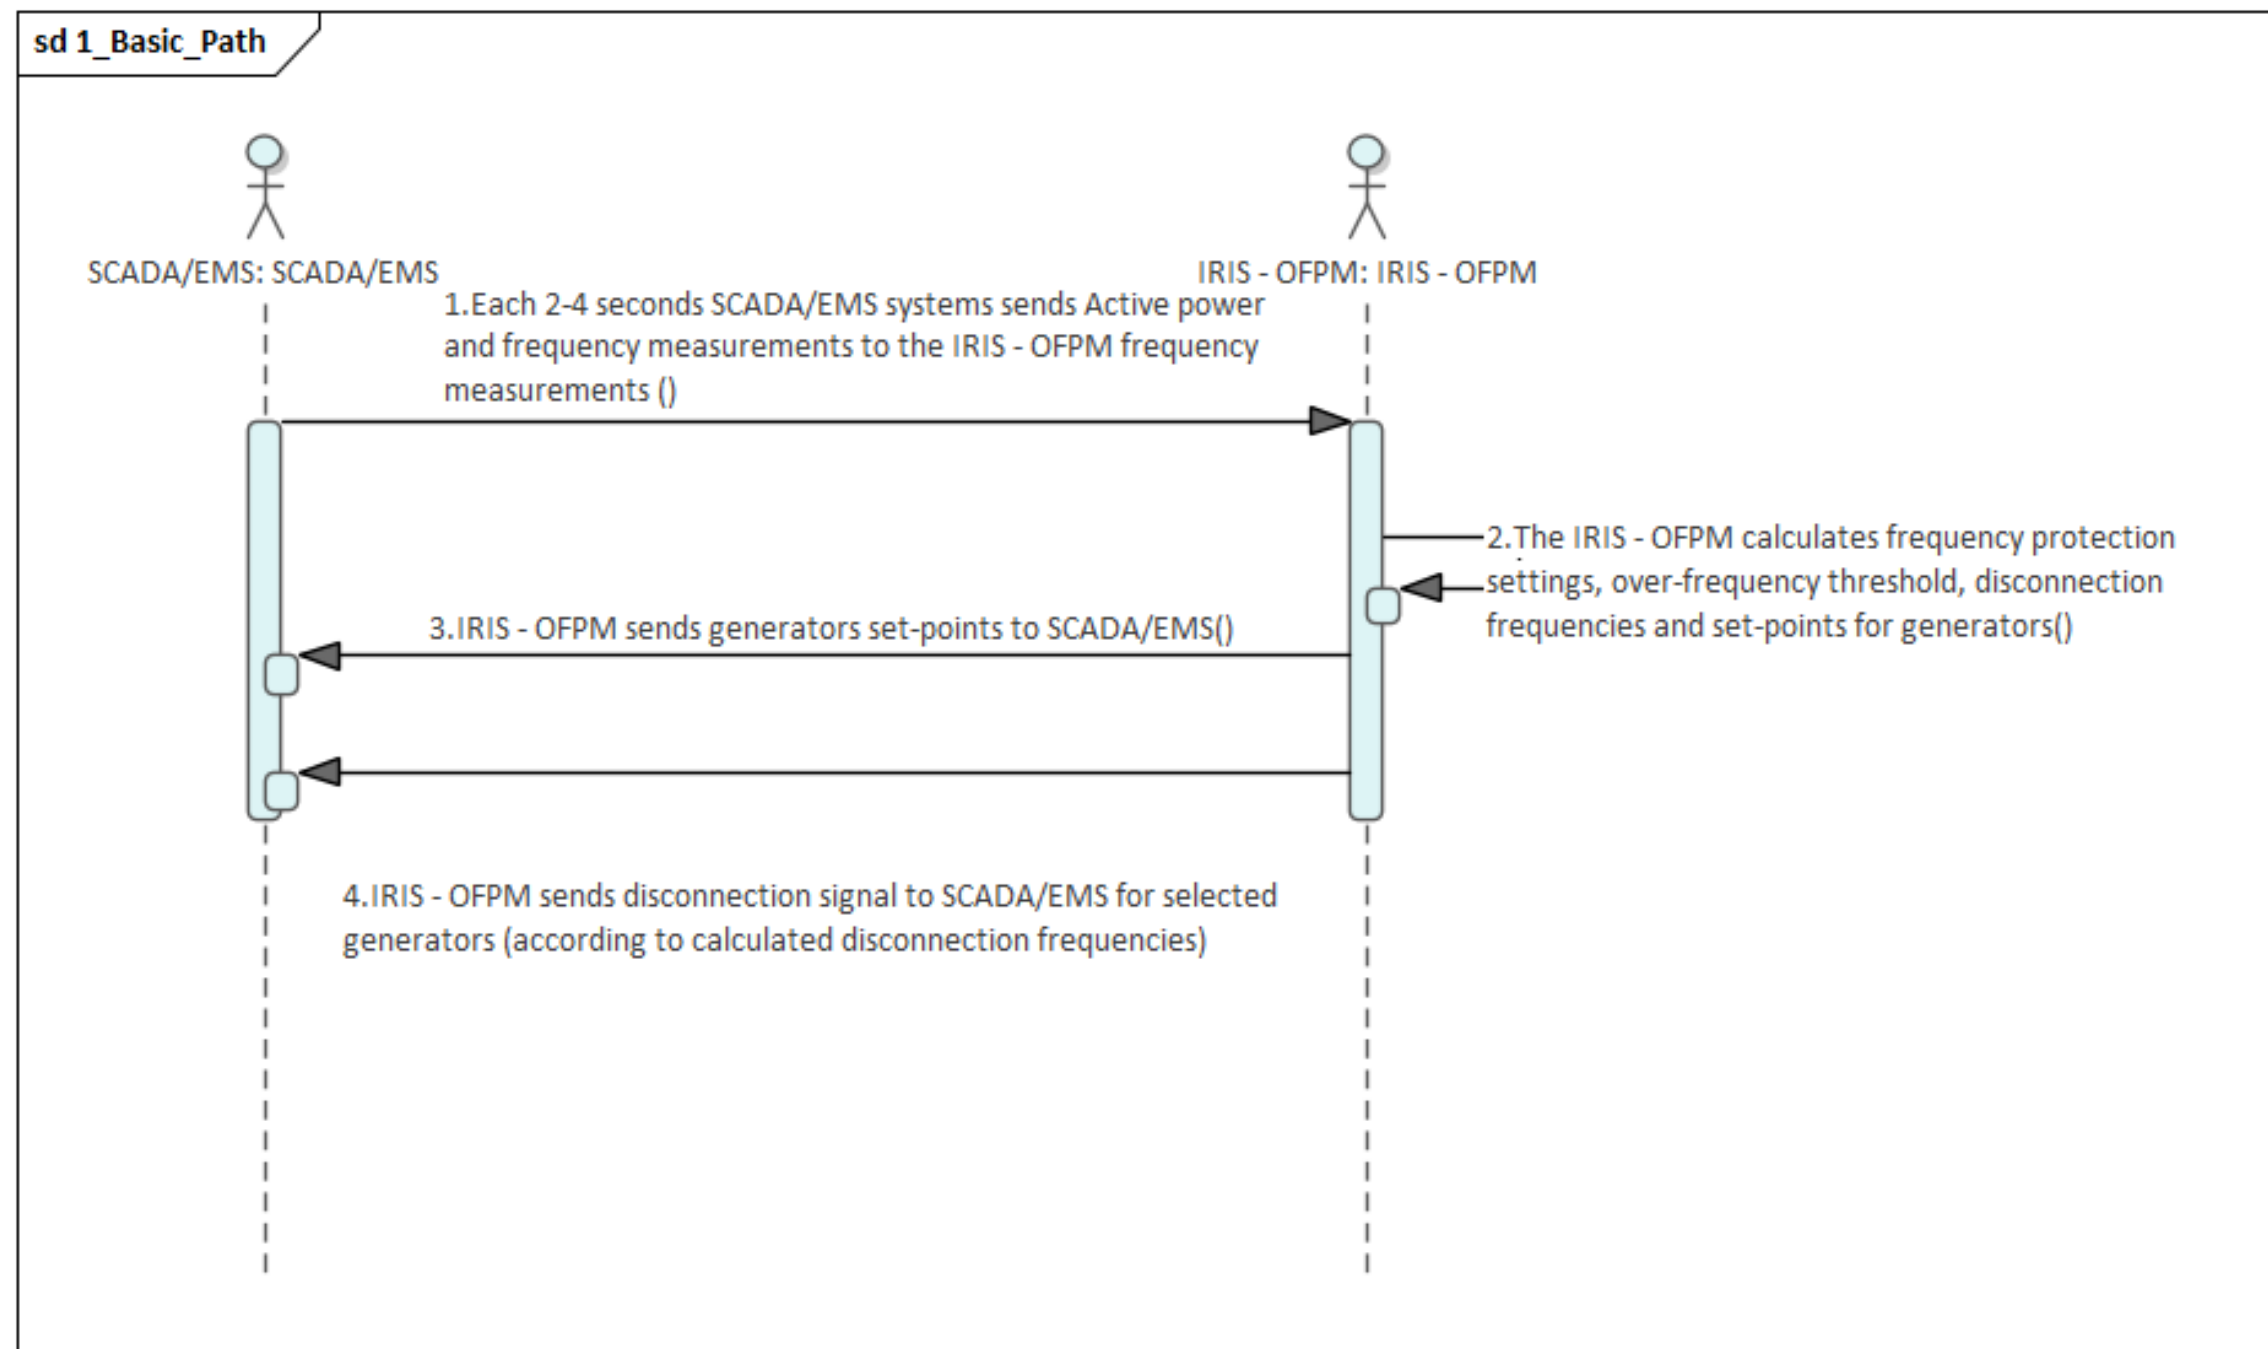 sd 1_Basic_Path
SCADA/EMS: SCADA/EMS
IRIS - OFPM: IRIS - OFPM
1.Each 2-4 seconds SCADA/EMS systems sends Active power
and frequency measurements to the IRIS - OFPM frequency
measurements ()
2.The IRIS - OFPM calculates frequency protection
settings, over-frequency threshold, disconnection
frequencies and set-points for generators()
3.IRIS - OFPM sends generators set-points to SCADA/EMS()
4.IRIS - OFPM sends disconnection signal to SCADA/EMS for selected
generators (according to calculated disconnection frequencies)